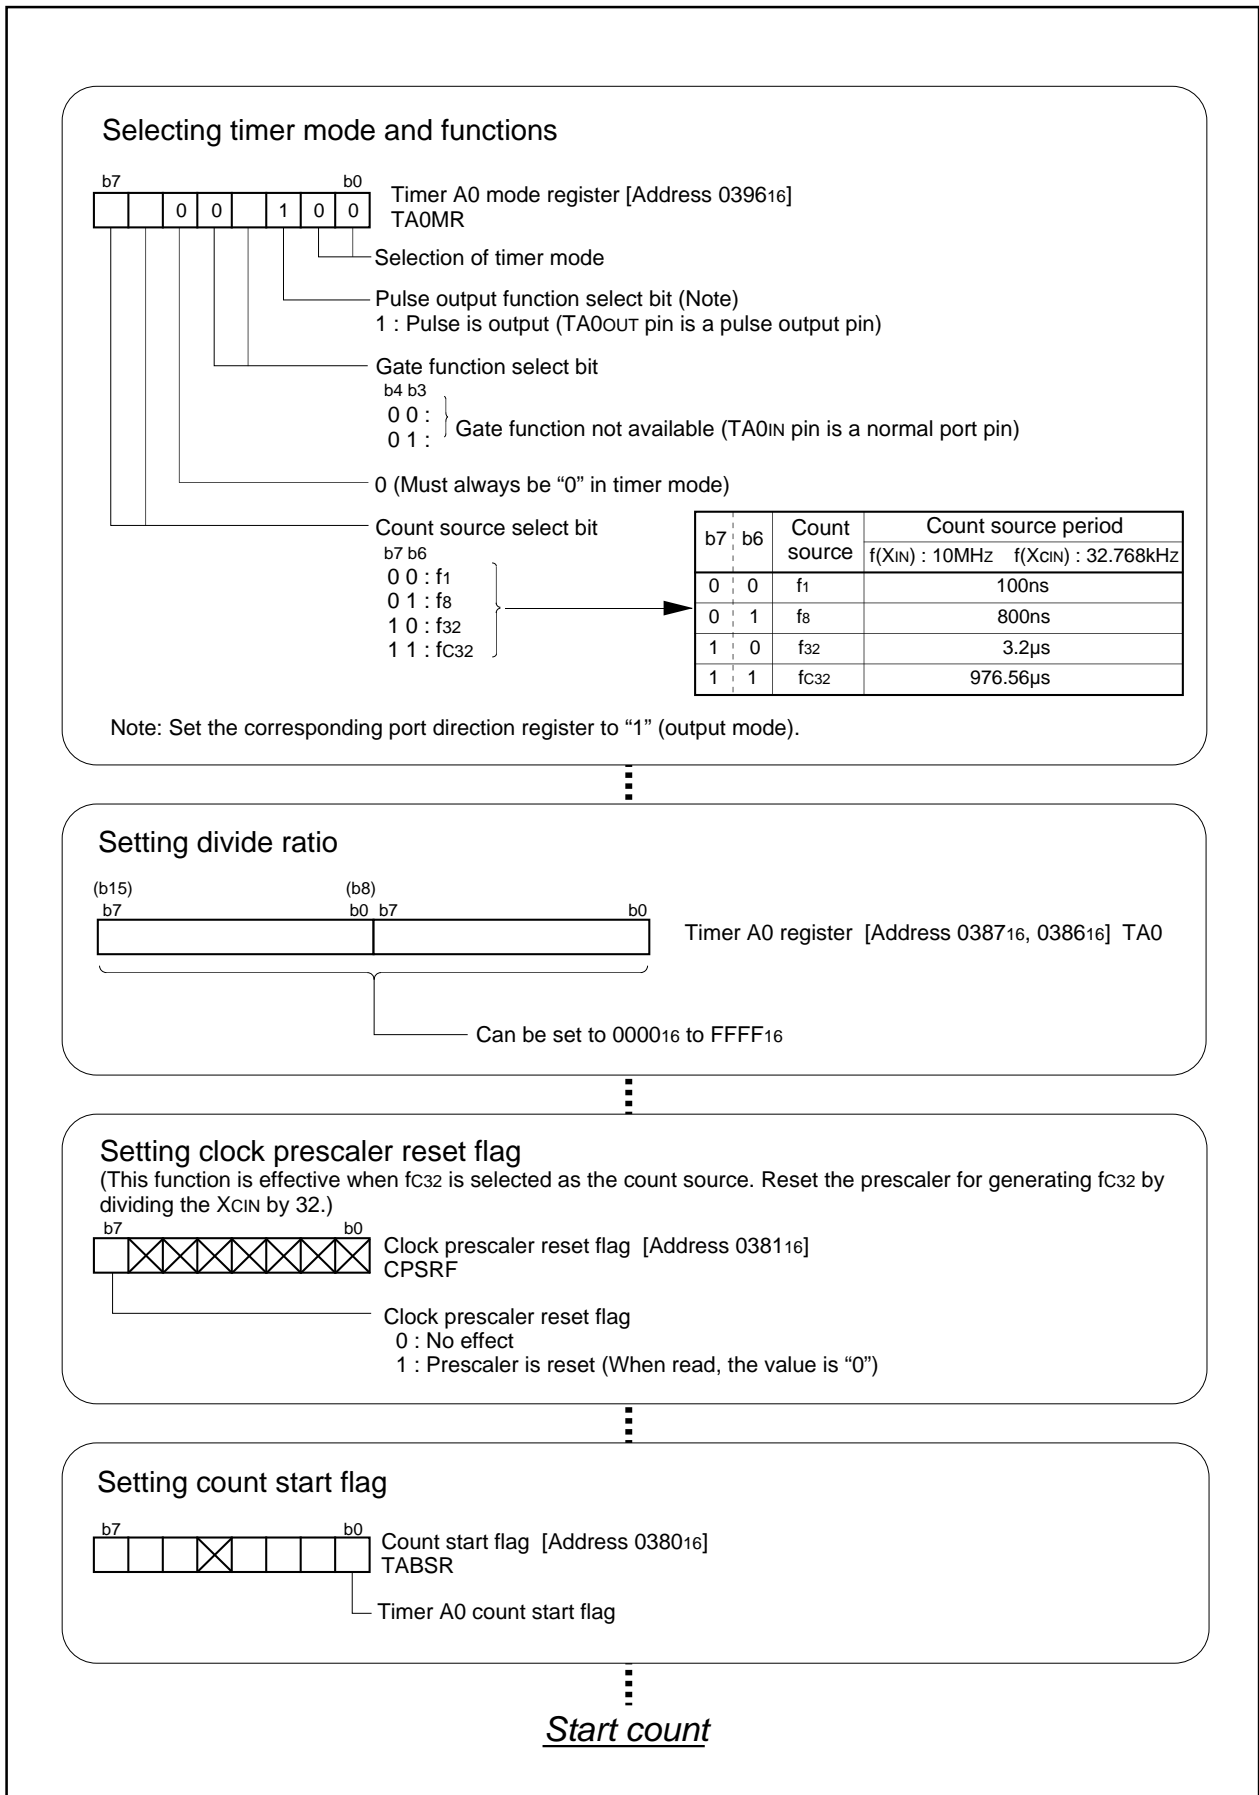 Selecting timer mode and functions
b7 b0
0 0 1 0 0
Timer A0 mode register [Address 039616]
TA0MR
Selection of timer mode
Pulse output function select bit (Note)
1 : Pulse is output (TA0OUT pin is a pulse output pin)
Gate function select bit
b4 b3
0 0 :
0 1 :
Gate function not available (TA0IN pin is a normal port pin)
0 (Must always be “0” in timer mode)
Count source select bit
b7 b6
0 0 : f1
0 1 : f8
1 0 : f32
1 1 : fC32
b7 b6 Count source Count source period
f(XIN) : 10MHz f(XCIN) : 32.768kHz
0 0 f1 100ns
0 1 f8 800ns
1 0 f32 3.2µs
1 1 fC32 976.56µs
Note: Set the corresponding port direction register to “1” (output mode).
Setting divide ratio
(b15) (b8)
b7 b0 b7 b0
Timer A0 register [Address 038716, 038616] TA0
Can be set to 000016 to FFFF16
Setting clock prescaler reset flag
(This function is effective when fC32 is selected as the count source. Reset the prescaler for generating fC32 by
dividing the XCIN by 32.)
b7 b0
Clock prescaler reset flag [Address 038116]
CPSRF
Clock prescaler reset flag
0 : No effect
1 : Prescaler is reset (When read, the value is “0”)
Setting count start flag
b7 b0
Count start flag [Address 038016]
TABSR
Timer A0 count start flag
Start count